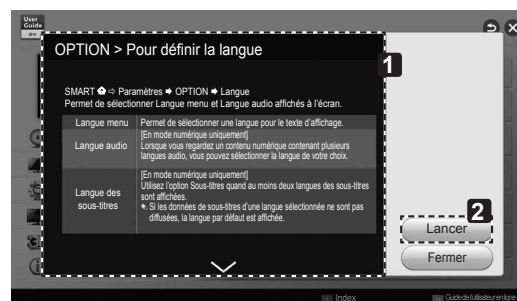 User
Guide
OPTION > Pour définir la langue
1
SMART ⇨ Paramètres ➡ OPTION ➡ Langue
Permet de sélectionner Langue menu et Langue audio affichés à l'écran.
Langue menu Permet de sélectionner une langue pour le texte d'affichage.
Langue audio
[En mode numérique uniquement]
Lorsque vous regardez un contenu numérique contenant plusieurs
langues audio, vous pouvez sélectionner la langue de votre choix.
Langue des
sous-titres
[En mode numérique uniquement]
Utilisez l'option Sous-titres quand au moins deux langues des sous-titres
sont affichées.
Si les données de sous-titres d'une langue sélectionnée ne sont pas
diffusées, la langue par défaut est affichée.
2
Lancer
Fermer
Index
Guide de l'utilisateur en ligne